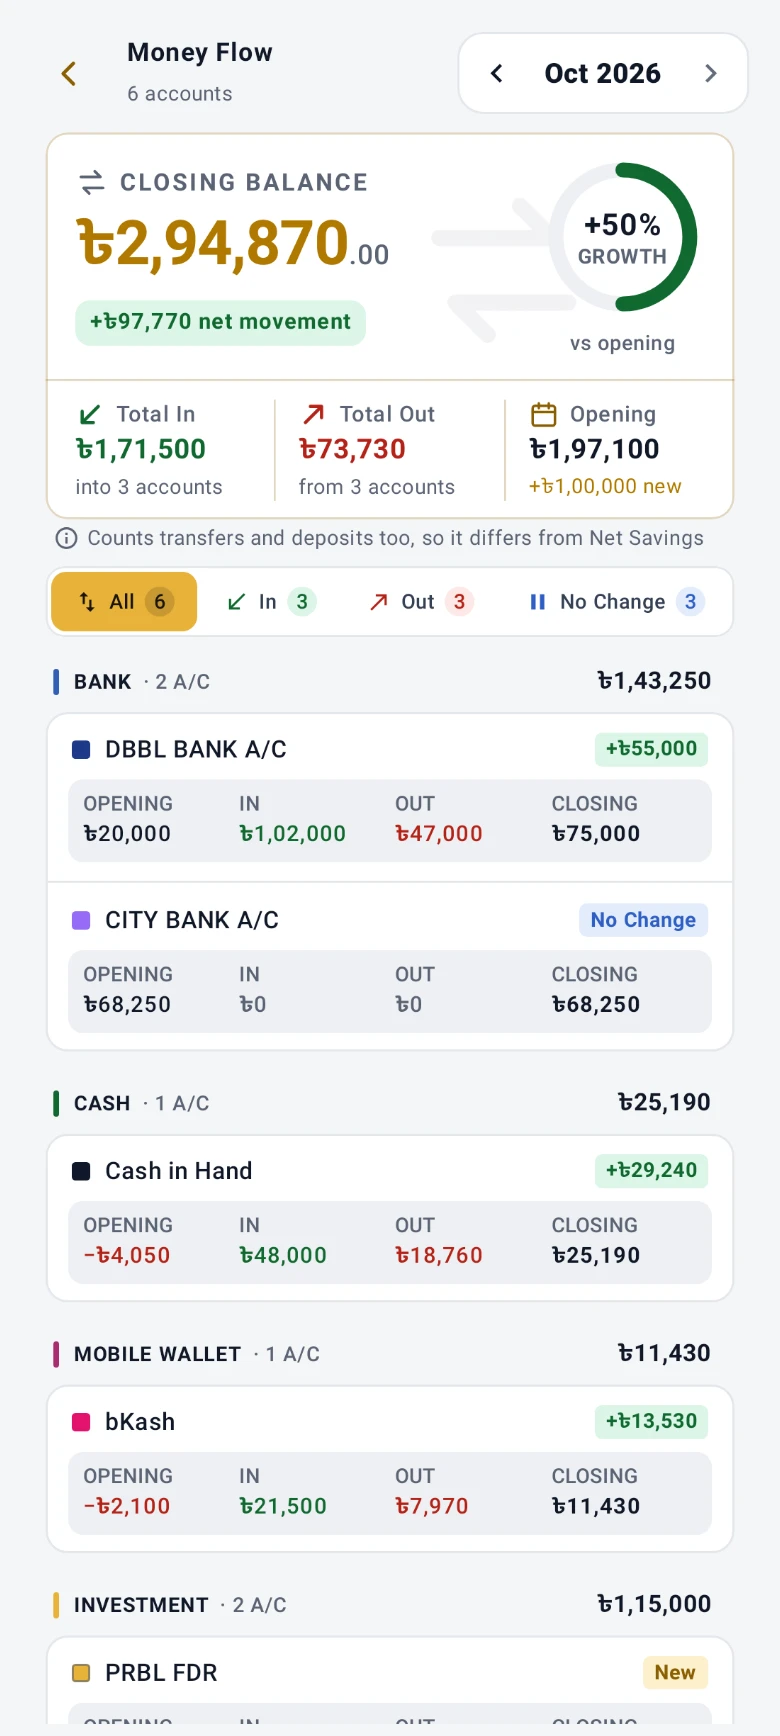 Money Flow
6 accounts
Oct 2026
CLOSING BALANCE
৳2,94,870.00
+৳97,770 net movement
+50%
GROWTH
vs opening
Total In
৳1,71,500
into 3 accounts
Total Out
৳73,730
from 3 accounts
Opening
৳1,97,100
+৳1,00,000 new
Counts transfers and deposits too, so it differs from Net Savings
All 6 In 3 Out 3 No Change 3
BANK · 2 A/C ৳1,43,250
DBBL BANK A/C +৳55,000
OPENING IN OUT CLOSING
৳20,000 ৳1,02,000 ৳47,000 ৳75,000
CITY BANK A/C No Change
OPENING IN OUT CLOSING
৳68,250 ৳0 ৳0 ৳68,250
CASH · 1 A/C ৳25,190
Cash in Hand +৳29,240
OPENING IN OUT CLOSING
−৳4,050 ৳48,000 ৳18,760 ৳25,190
MOBILE WALLET · 1 A/C ৳11,430
bKash +৳13,530
OPENING IN OUT CLOSING
−৳2,100 ৳21,500 ৳7,970 ৳11,430
INVESTMENT · 2 A/C ৳1,15,000
PRBL FDR New
OPENING IN OUT CLOSING